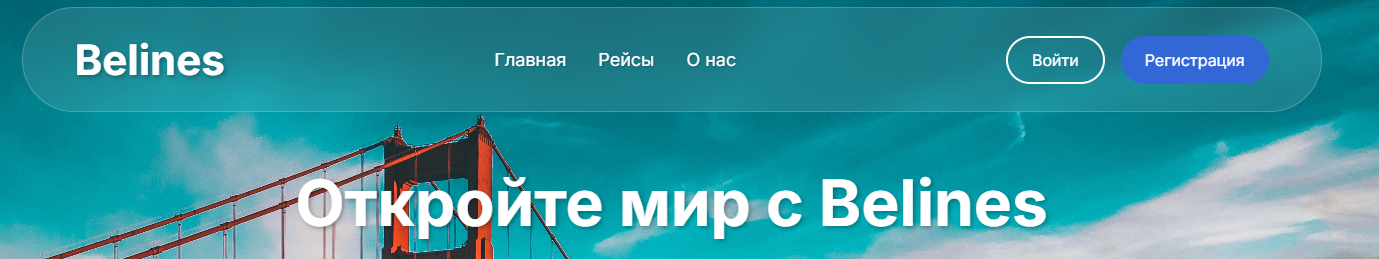 Belines
Главная Рейсы О нас
Войти Регистрация
Откройте мир с Belines